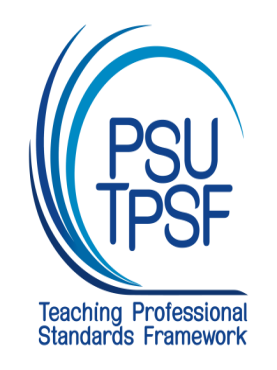 PSU
TPSF
Teaching Professional
Standards Framework